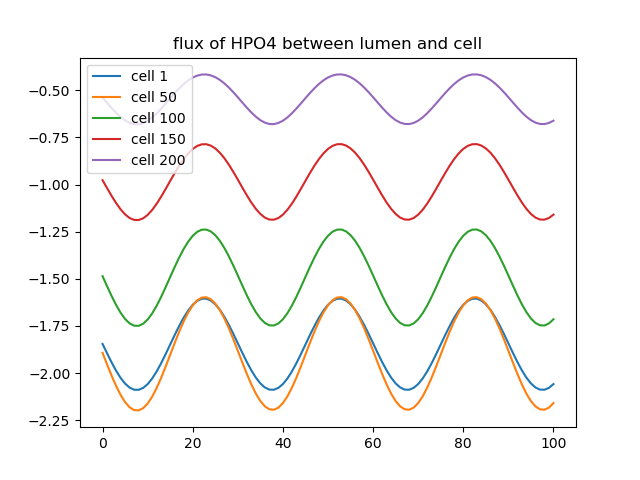 flux of HPO4 between lumen and cell
cell 1
cell 50
cell 100
cell 150
cell 200
−0.50
−0.75
−1.00
−1.25
−1.50
−1.75
−2.00
−2.25
0 20 40 60 80 100